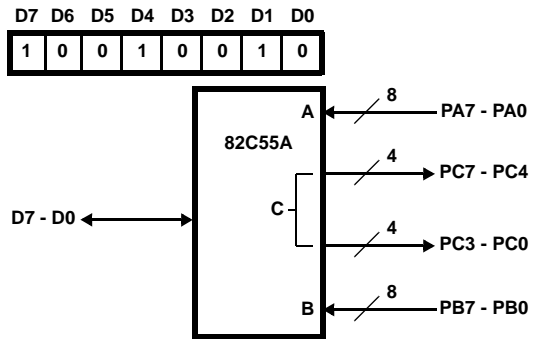 D7 D6 D5 D4 D3 D2 D1 D0
1 0 0 1 0 0 1 0
A
8
PA7 - PA0
82C55A
4
PC7 - PC4
C
D7 - D0
4
PC3 - PC0
B
8
PB7 - PB0